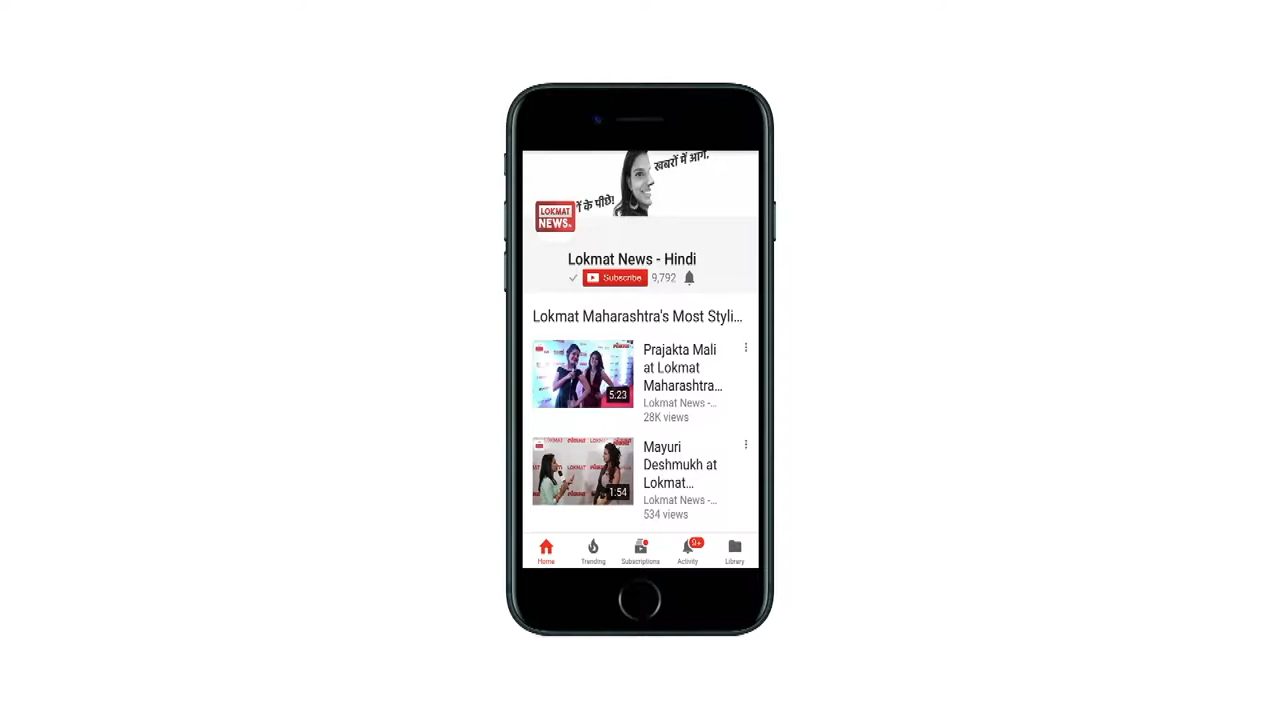 खबरों में आगे,
ों के पीछे!
LOKMAT
NEWS
Lokmat News - Hindi
Subscribe 9,792
Lokmat Maharashtra's Most Styli...
Prajakta Mali
at Lokmat
Maharashtra...
Lokmat News -...
28K views
5:23
Mayuri
Deshmukh at
Lokmat...
Lokmat News -...
534 views
LOKMAT
1:54
Home Trending Subscriptions Activity 9+ Library